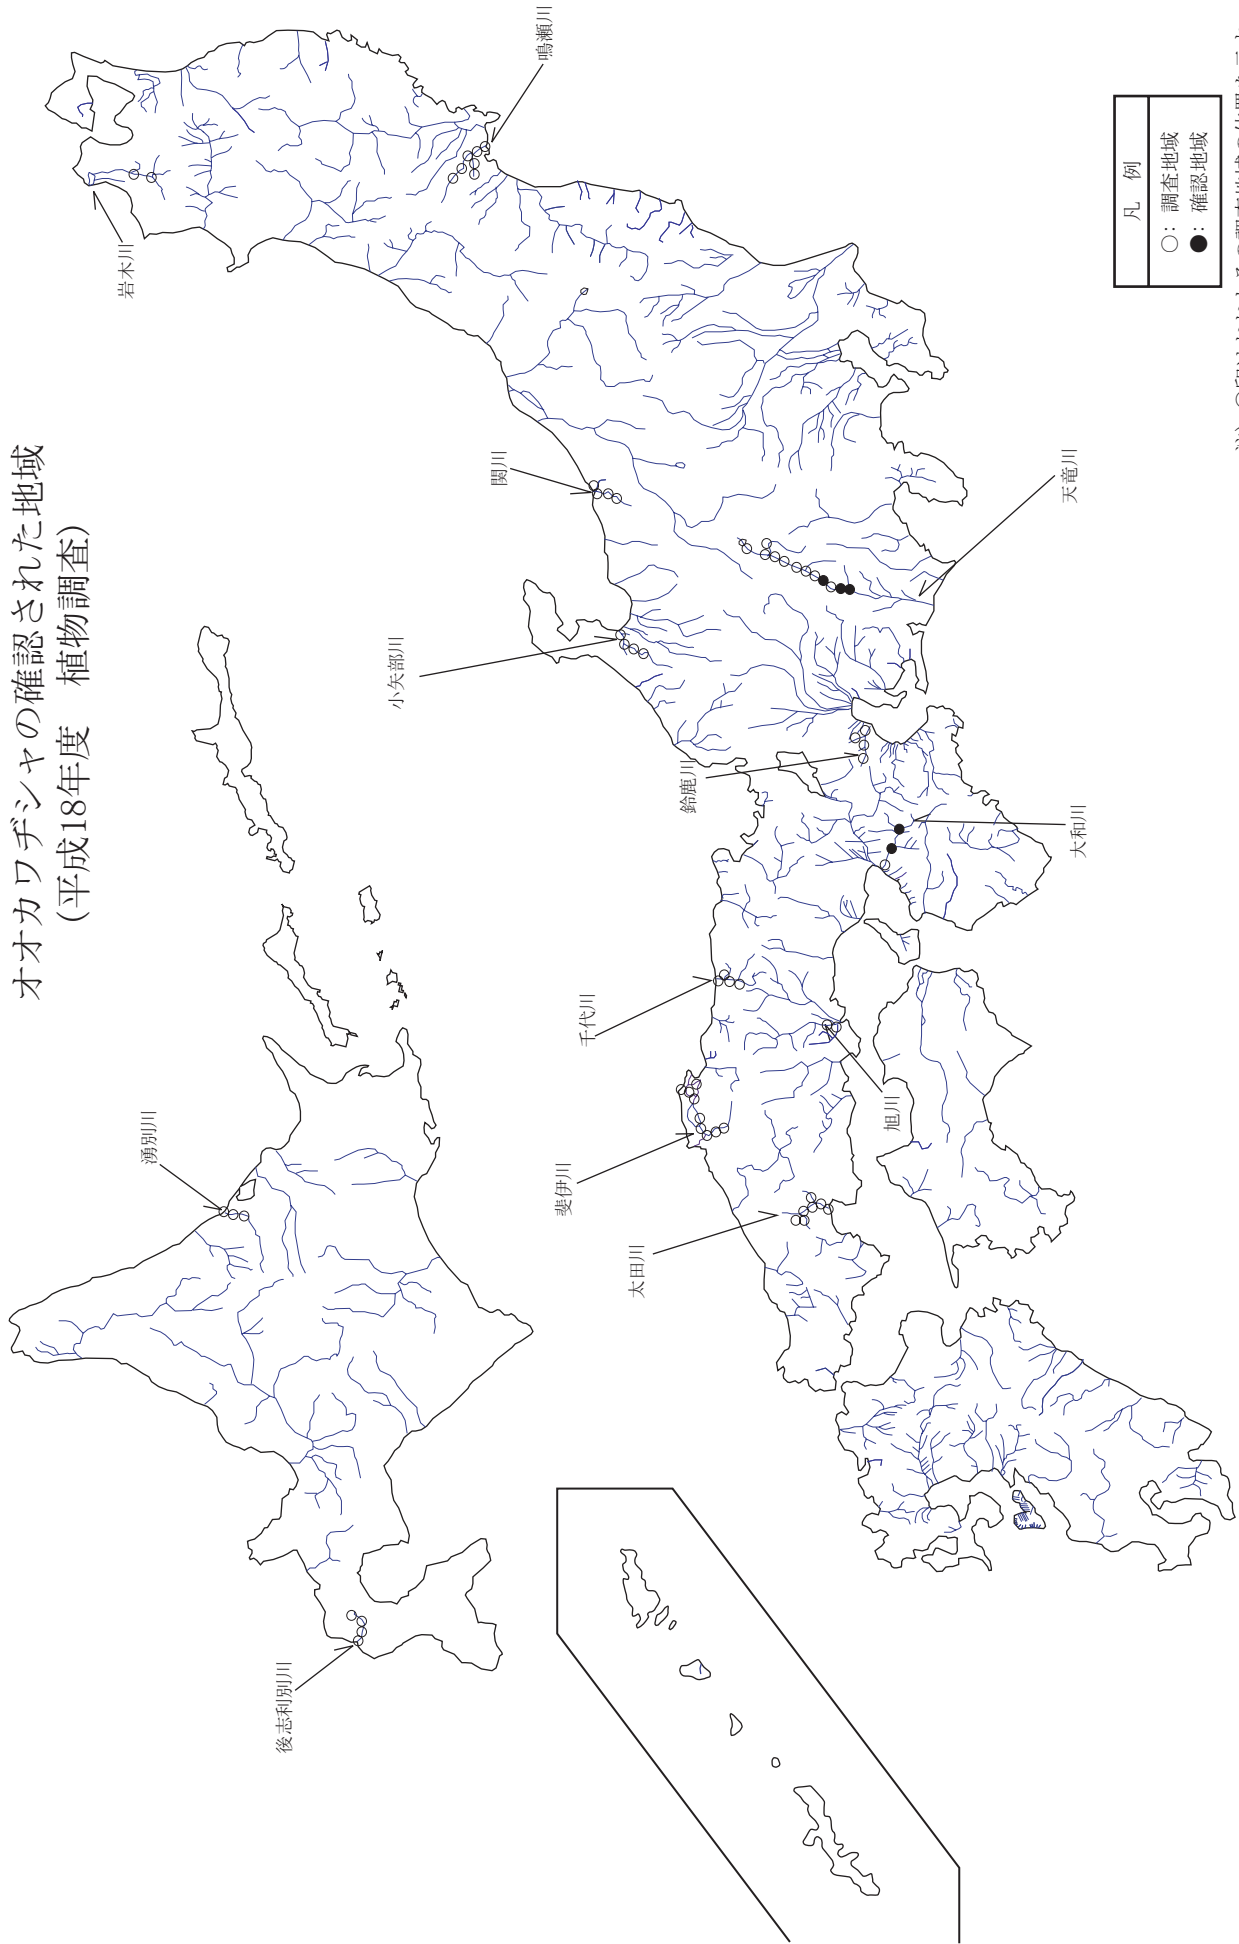 オオカワヂシャの確認された地域
（平成18年度　植物調査）
湧別川
後志利別川
岩木川
鳴瀬川
関川
小矢部川
鈴鹿川
天竜川
大和川
千代川
旭川
斐伊川
太田川
凡　例
○：調査地域
●：確認地域